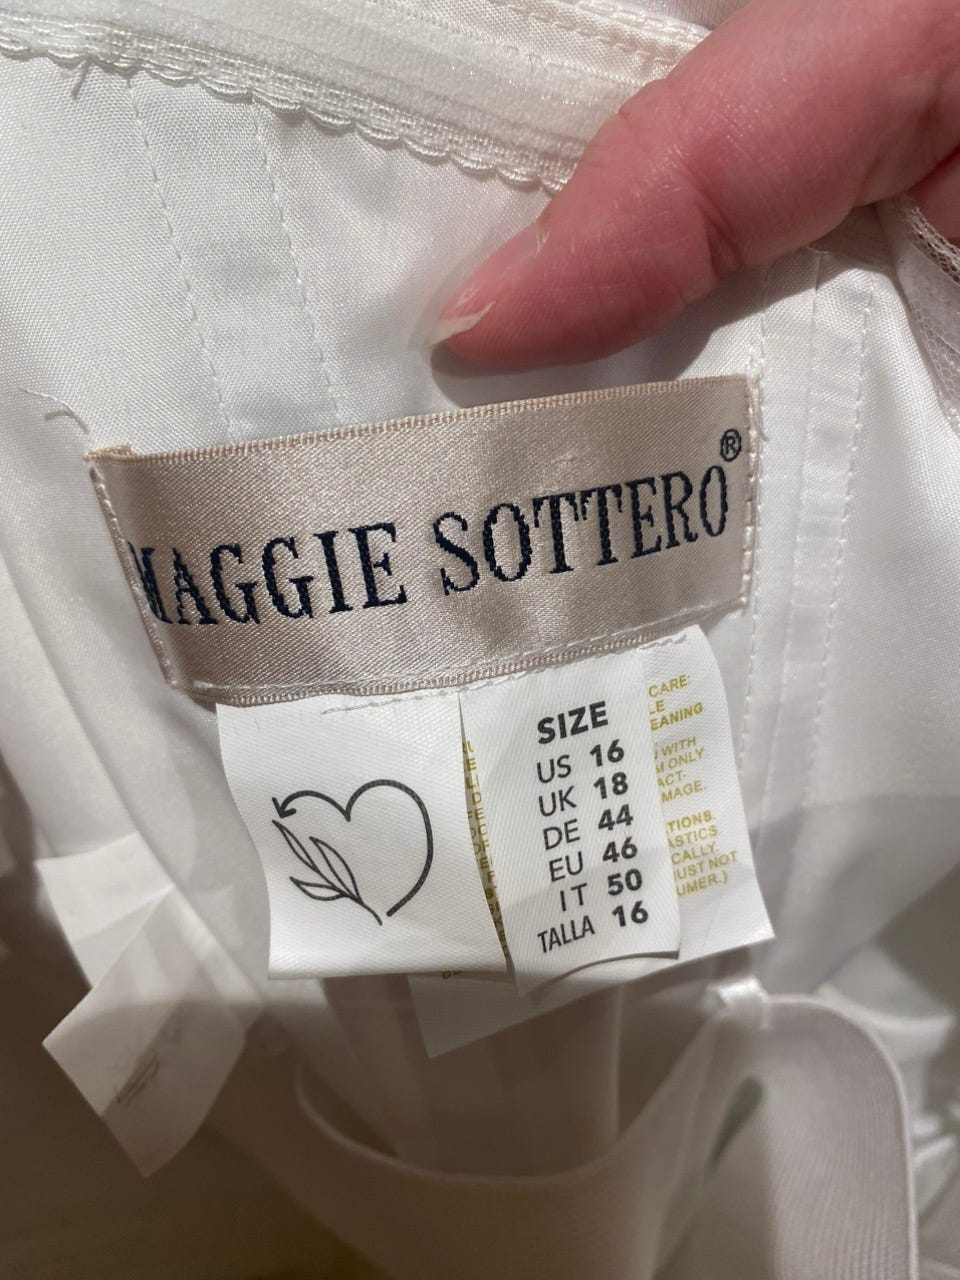 MAGGIE SOTTERO®
SIZE
US 16
UK 18
DE 44
EU 46
IT 50
TALLA 16
CARE:
LE
EANING
WITH
M ONLY.
ACT-
MAGE.
TIONS.
ASTICS
CALLY.
UST NOT
UMER.)